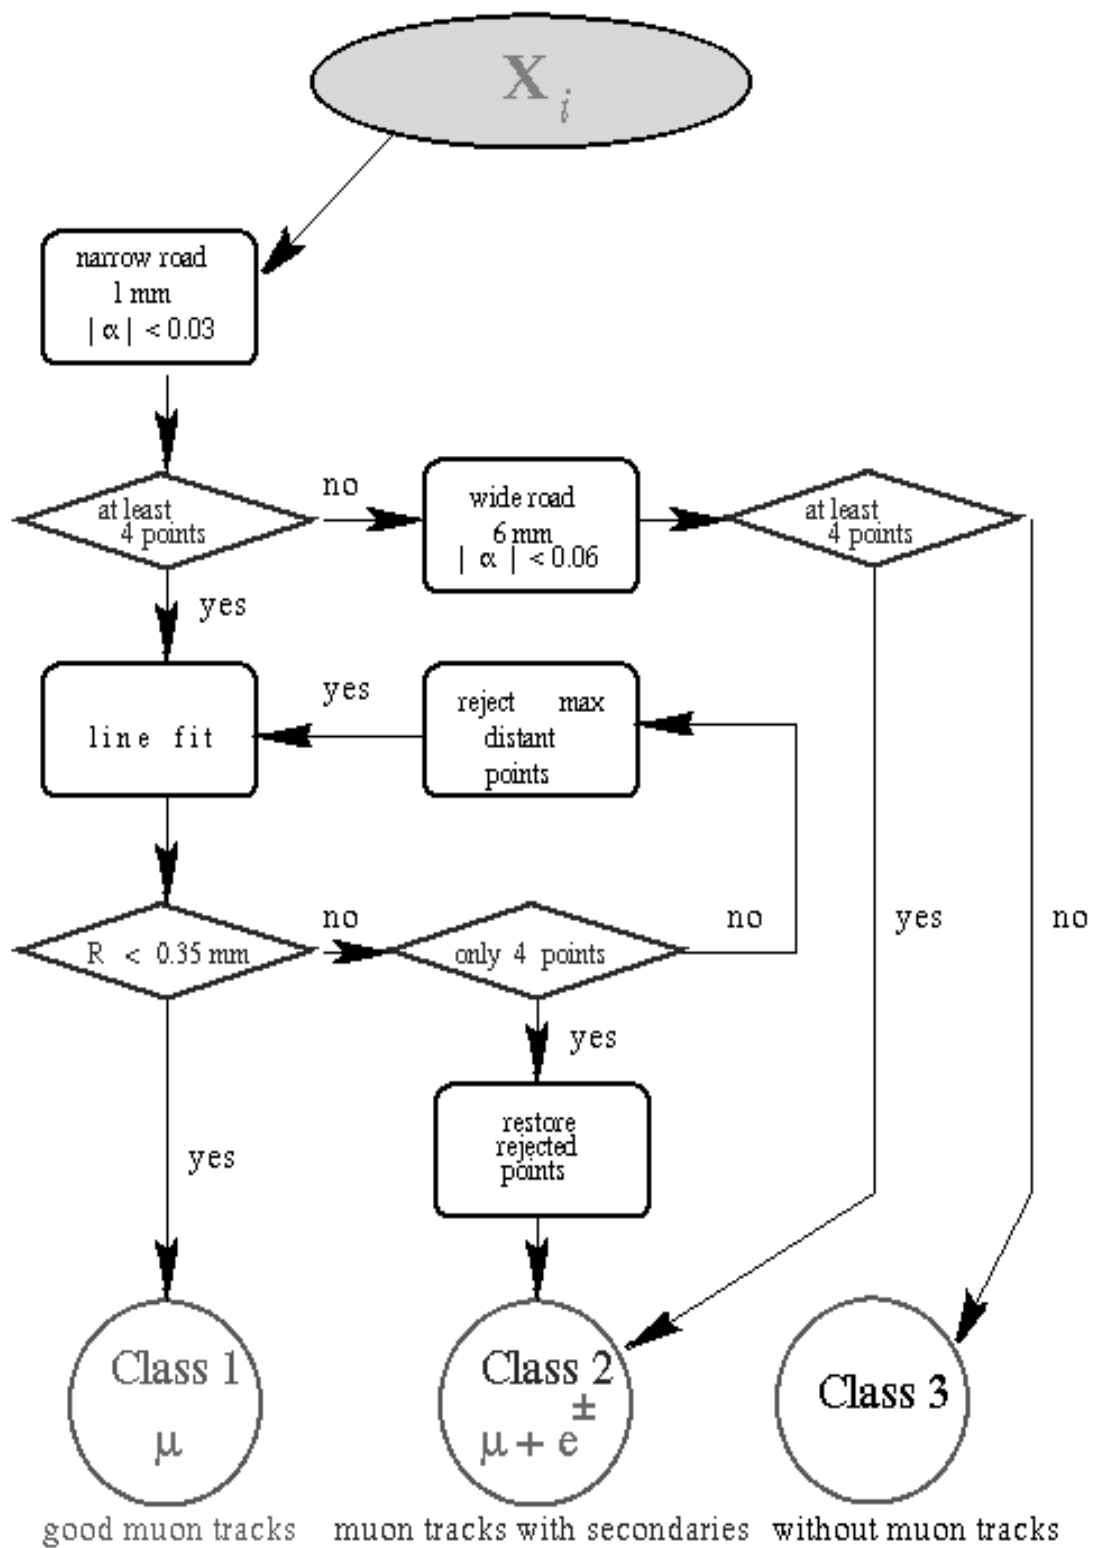 X i
narrow road
1 mm
| α | < 0.03
at least
4 points
no
wide road
6 mm
| α | < 0.06
at least
4 points
yes
line fit
yes
reject max
distant
points
R < 0.35 mm
no
only 4 points
no
yes
no
yes
restore
rejected
points
yes
Class 1
μ
Class 2
μ + e ±
Class 3
good muon tracks
muon tracks with secondaries
without muon tracks